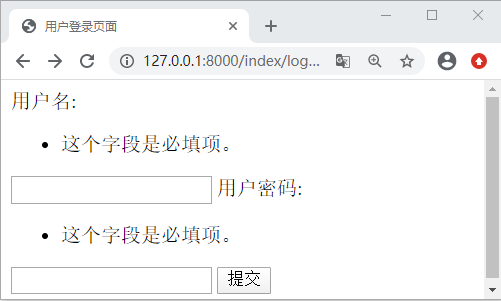 用户登录页面
127.0.0.1:8000/index/log...
用户名:
这个字段是必填项。
用户密码:
这个字段是必填项。
提交